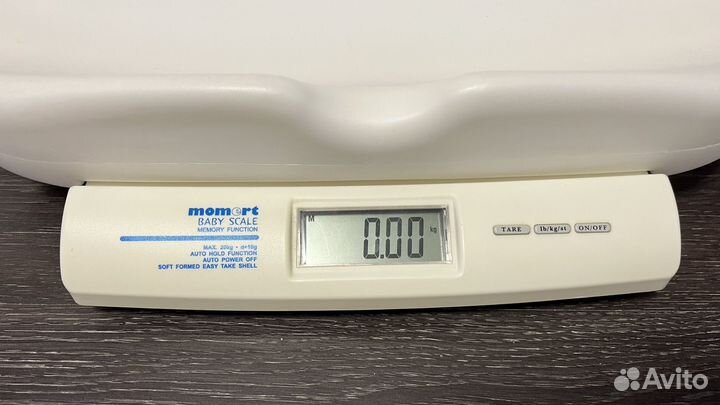 momert
BABY SCALE
MEMORY FUNCTION
MAX. 20kg • d=10g
AUTO HOLD FUNCTION
AUTO POWER OFF
SOFT FORMED EASY TAKE SHELL
M
0.00 kg
TARE
lb/kg/st
ON/OFF
Avito